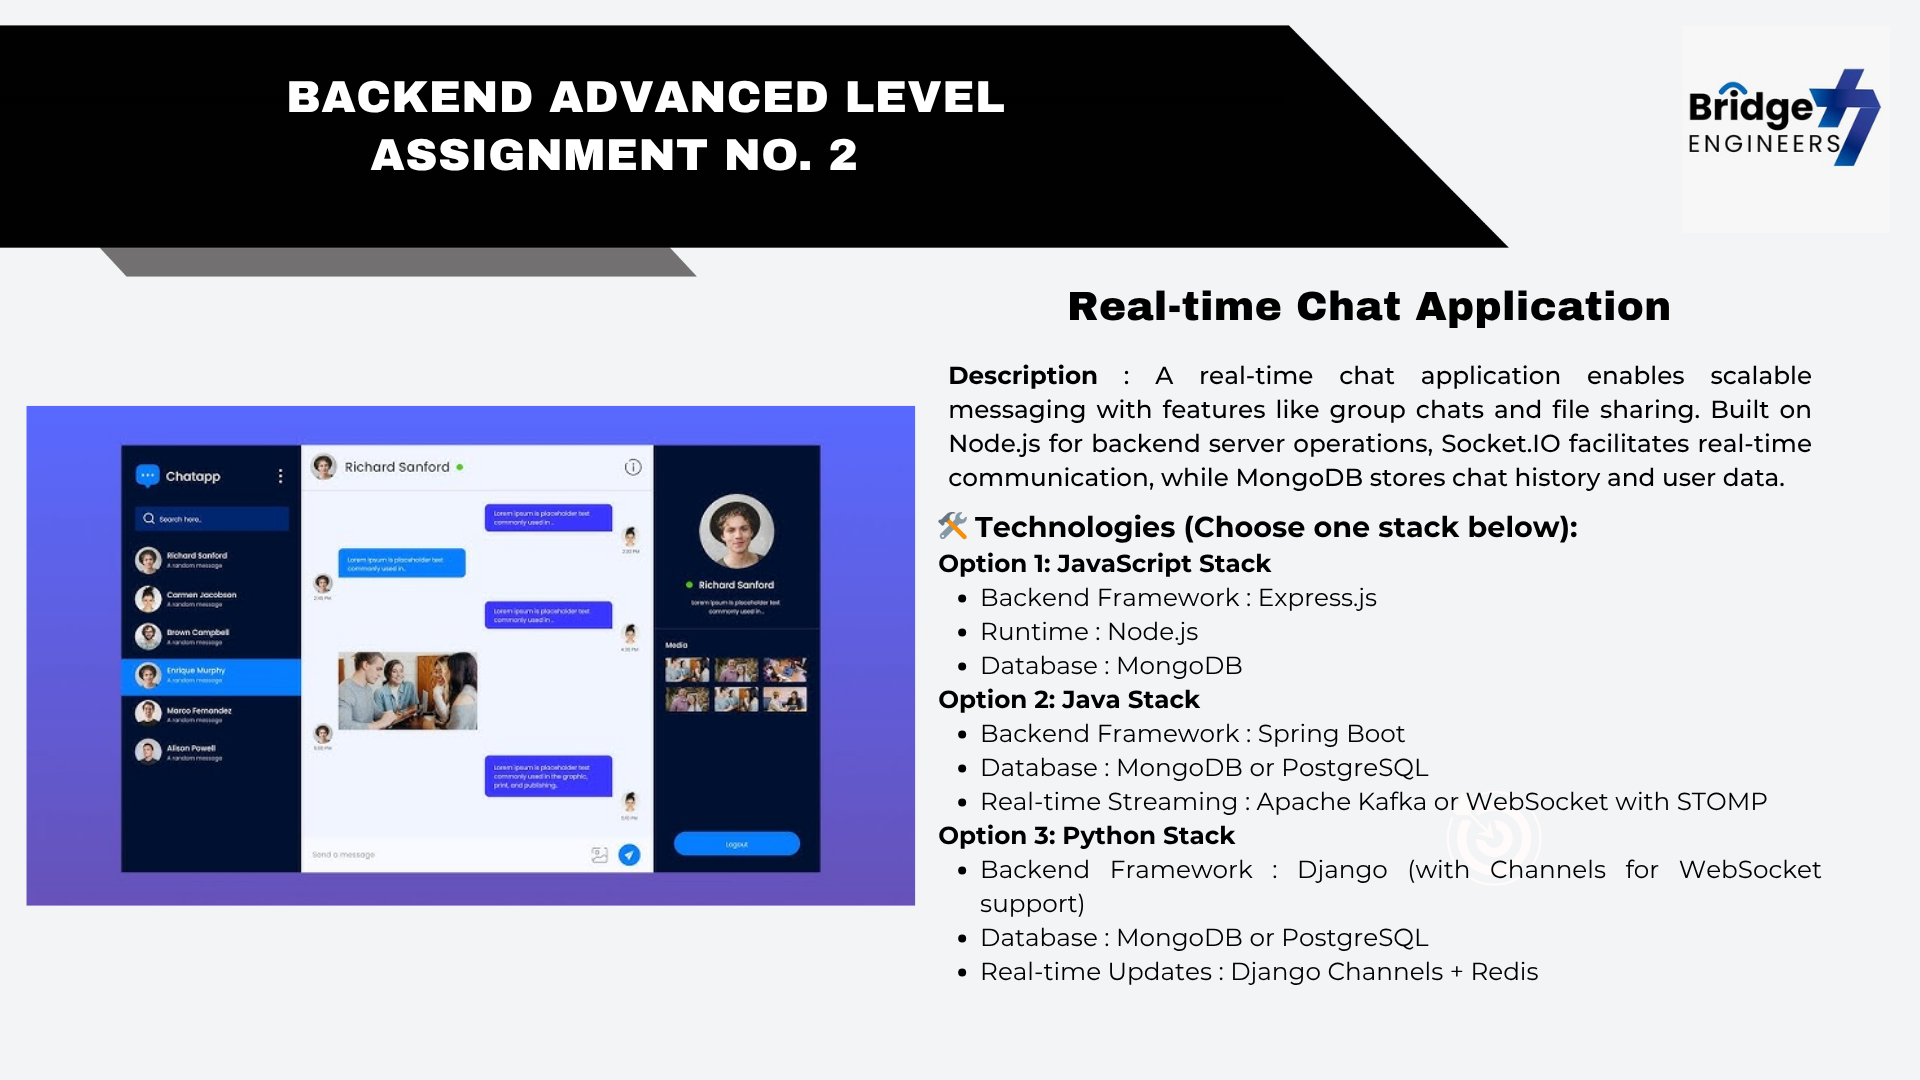 BACKEND ADVANCED LEVEL
ASSIGNMENT NO. 2
Bridge
ENGINEERS
Real-time Chat Application
Description : A real-time chat application enables scalable
messaging with features like group chats and file sharing. Built on
Node.js for backend server operations, Socket.IO facilitates real-time
communication, while MongoDB stores chat history and user data.
🛠 Technologies (Choose one stack below):
Option 1: JavaScript Stack
• Backend Framework : Express.js
• Runtime : Node.js
• Database : MongoDB
Option 2: Java Stack
• Backend Framework : Spring Boot
• Database : MongoDB or PostgreSQL
• Real-time Streaming : Apache Kafka or WebSocket with STOMP
Option 3: Python Stack
• Backend Framework : Django (with Channels for WebSocket
support)
• Database : MongoDB or PostgreSQL
• Real-time Updates : Django Channels + Redis
Chatapp
Search here..
Richard Sanford
A random message
Carmen Jacobson
A random message
Brown Campbell
A random message
Enrique Murphy
A random message
Marco Fernandez
A random message
Alison Powell
A random message
Richard Sanford
Lorem Ipsum is placeholder text
commonly used in..
Lorem Ipsum is placeholder text
commonly used in..
Lorem Ipsum is placeholder text
commonly used in..
Lorem Ipsum is placeholder text
commonly used in the graphic,
print, and publishing..
Send a message
Richard Sanford
Lorem Ipsum is placeholder text
commonly used in..
Media
Logout